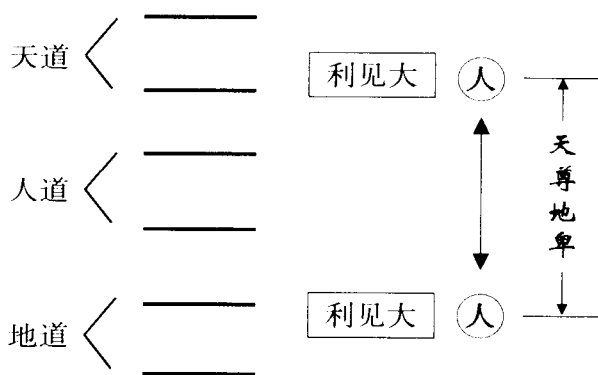 天道
利见大 人
人道
天尊地卑
地道
利见大 人